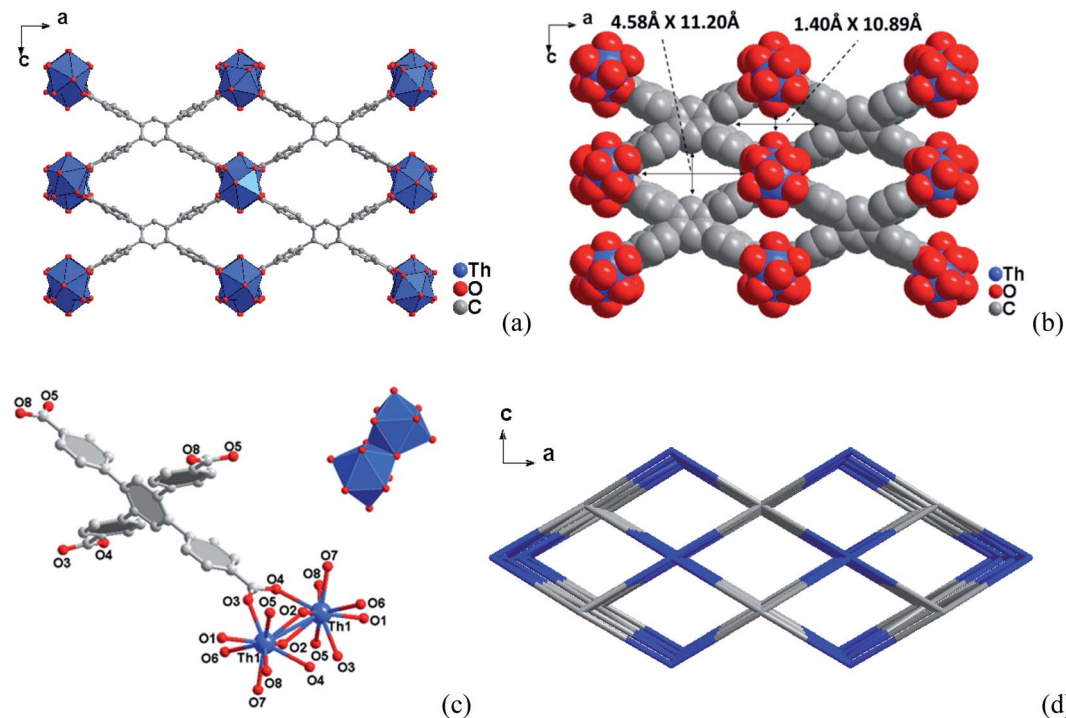 a
c
Th
O
C
(a)
4.58Å X 11.20Å
1.40Å X 10.89Å
a
c
Th
O
C
(b)
O5
O8
O8
O5
O3
O4
O7
O4
O8
O3
O5
O2
O6
O1
Th1
O1
O2
O6
Th1
O5
O3
O8
O4
O7
(c)
c
a
(d)